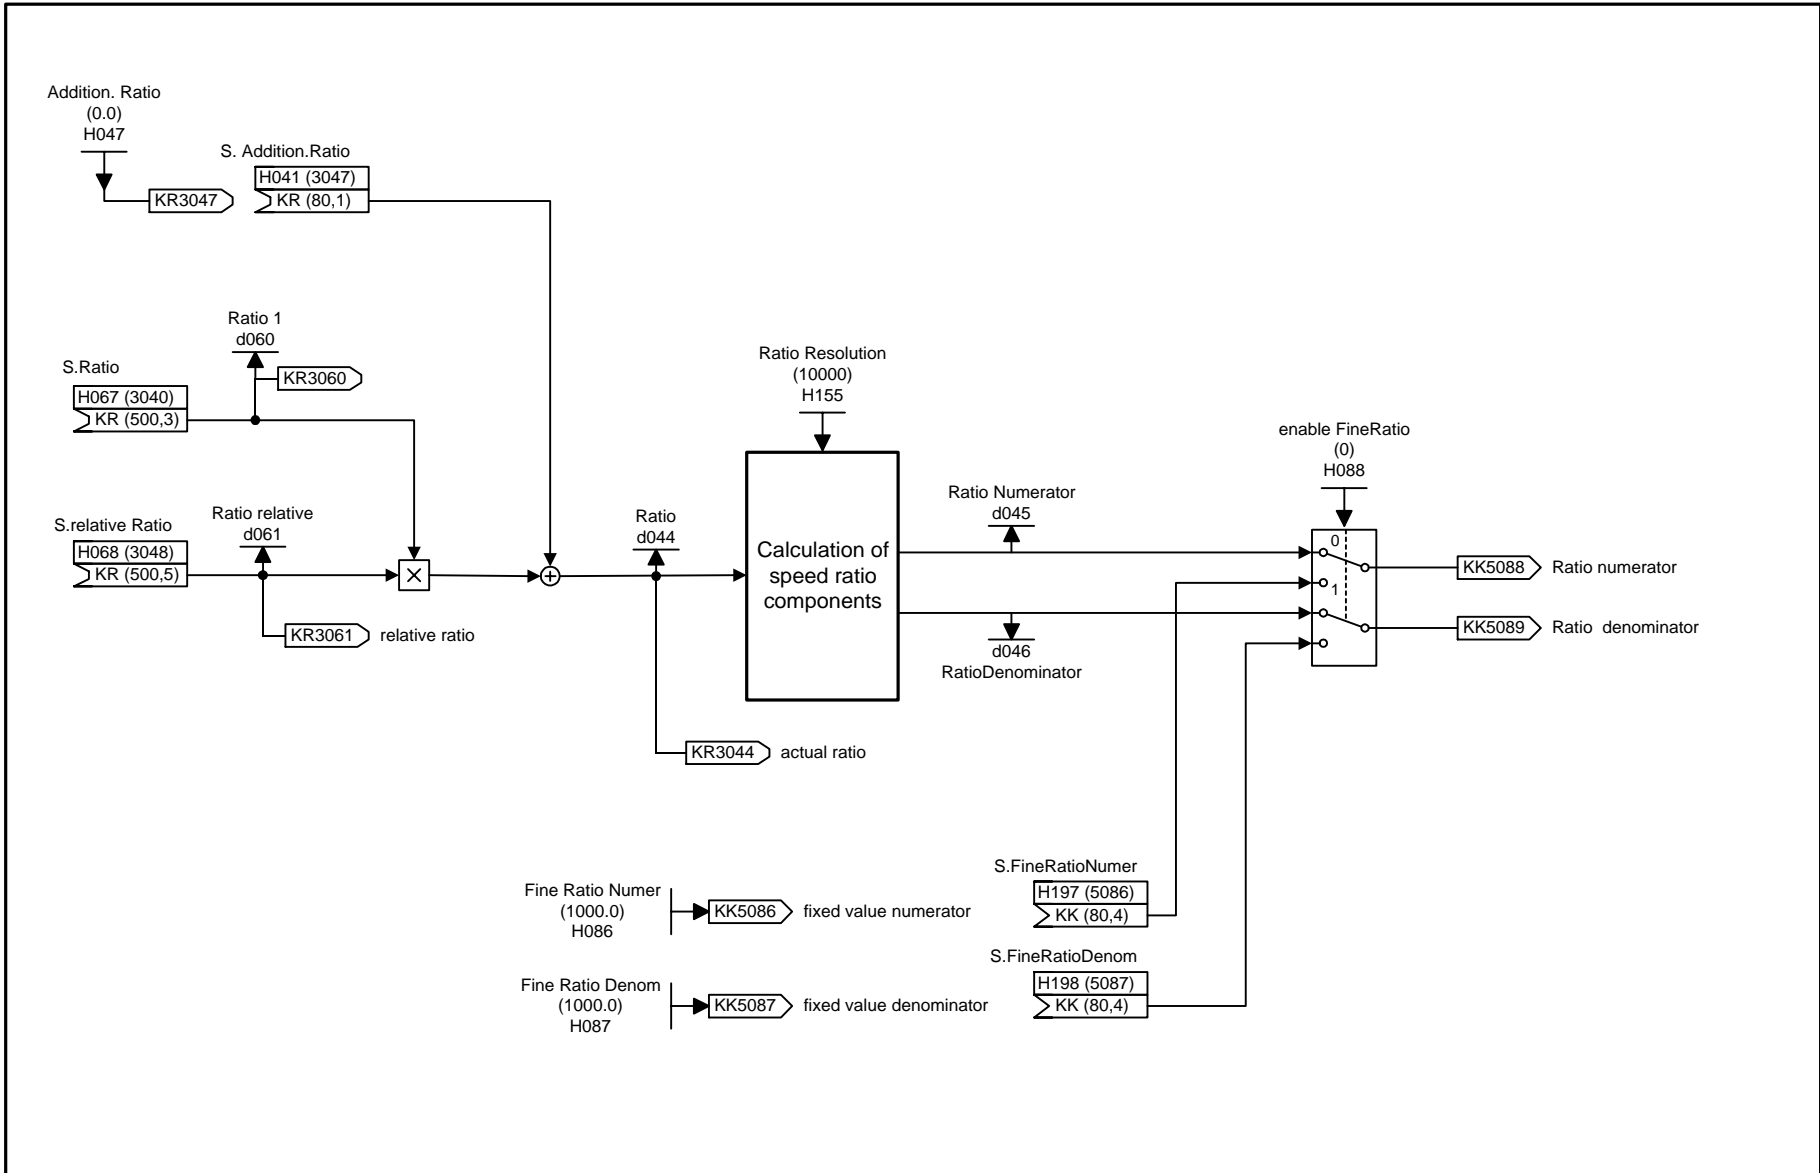 Addition. Ratio
(0.0)
H047
KR3047
S. Addition.Ratio
H041 (3047)
KR (80,1)
Ratio 1
d060
KR3060
S.Ratio
H067 (3040)
KR (500,3)
S.relative Ratio
H068 (3048)
KR (500,5)
Ratio relative
d061
KR3061 relative ratio
Ratio
d044
KR3044 actual ratio
Ratio Resolution
(10000)
H155
Calculation of
speed ratio
components
Ratio Numerator
d045
d046
RatioDenominator
enable FineRatio
(0)
H088
0
1
KK5088 Ratio numerator
KK5089 Ratio denominator
Fine Ratio Numer
(1000.0)
H086
KK5086 fixed value numerator
S.FineRatioNumer
H197 (5086)
KK (80,4)
Fine Ratio Denom
(1000.0)
H087
KK5087 fixed value denominator
S.FineRatioDenom
H198 (5087)
KK (80,4)